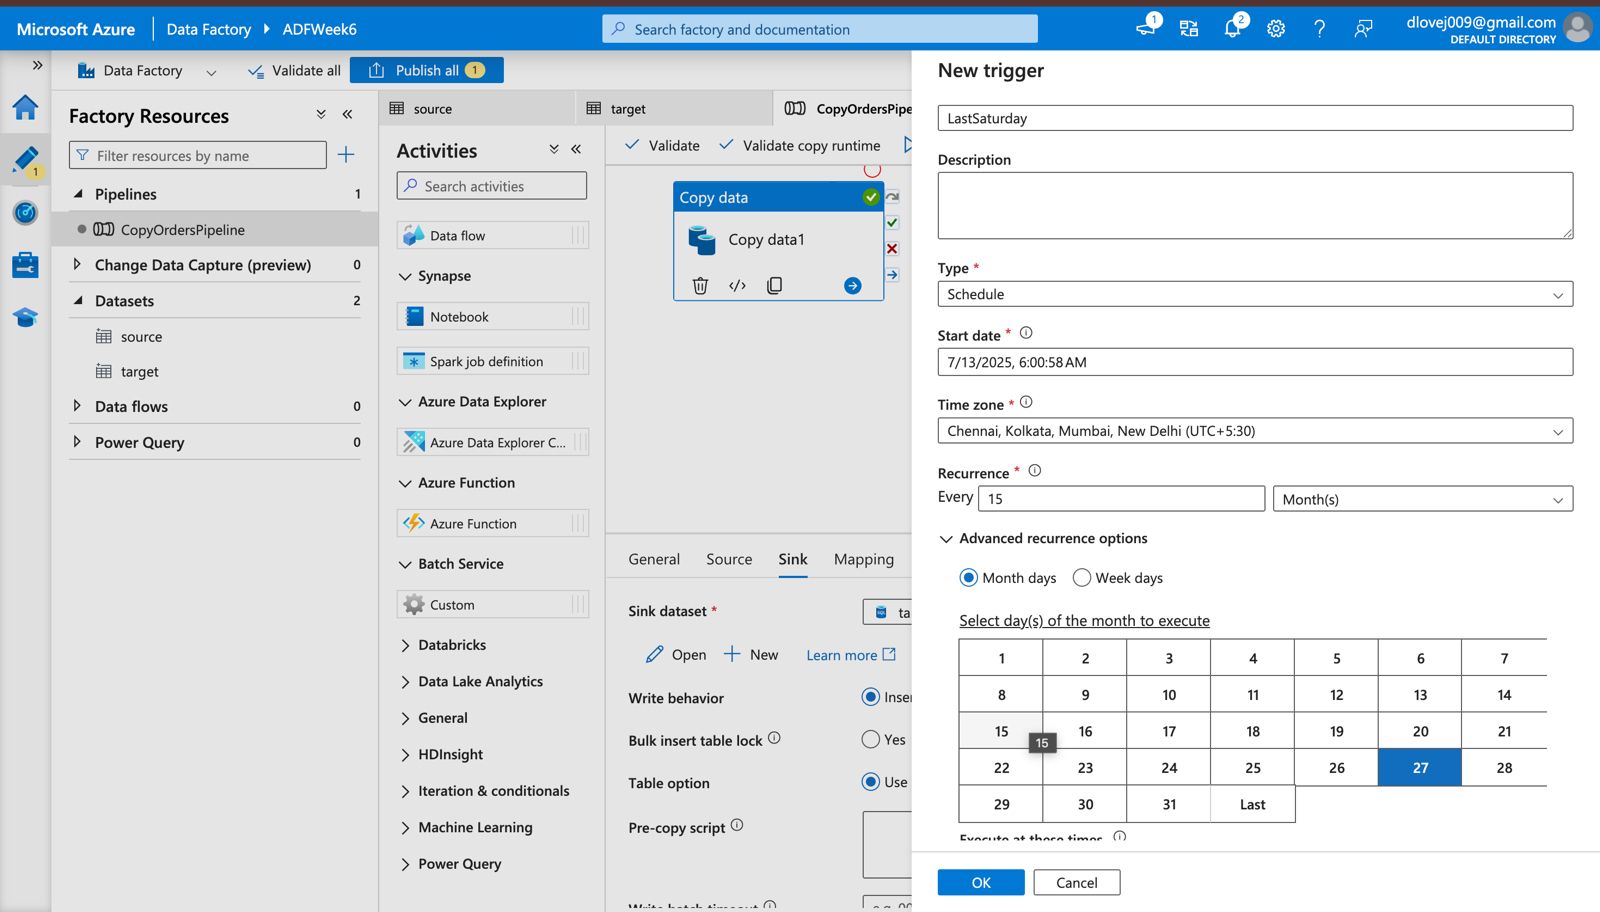 Microsoft Azure
Data Factory
ADFWeek6
Search factory and documentation
1
2
dlovej009@gmail.com
DEFAULT DIRECTORY
Data Factory
Validate all
Publish all
1
Factory Resources
Filter resources by name
1
Pipelines
1
CopyOrdersPipeline
Change Data Capture (preview)
0
Datasets
2
source
target
Data flows
0
Power Query
0
source
target
CopyOrdersPipe
Activities
Search activities
Data flow
Synapse
Notebook
Spark job definition
Azure Data Explorer
Azure Data Explorer C...
Azure Function
Azure Function
Batch Service
Custom
Databricks
Data Lake Analytics
General
HDInsight
Iteration & conditionals
Machine Learning
Power Query
Validate
Validate copy runtime
Copy data
Copy data1
General
Source
Sink
Mapping
Sink dataset *
ta
Open
New
Learn more
Write behavior
Inser
Bulk insert table lock
Yes
Table option
Use
Pre-copy script
Write batch timeout
e.g. 00
New trigger
LastSaturday
Description
Type *
Schedule
Start date *
7/13/2025, 6:00:58 AM
Time zone *
Chennai, Kolkata, Mumbai, New Delhi (UTC+5:30)
Recurrence *
Every
15
Month(s)
Advanced recurrence options
Month days
Week days
Select day(s) of the month to execute
1 2 3 4 5 6 7
8 9 10 11 12 13 14
15 16 17 18 19 20 21
15
22 23 24 25 26 27 28
29 30 31 Last
Execute at these times
OK
Cancel